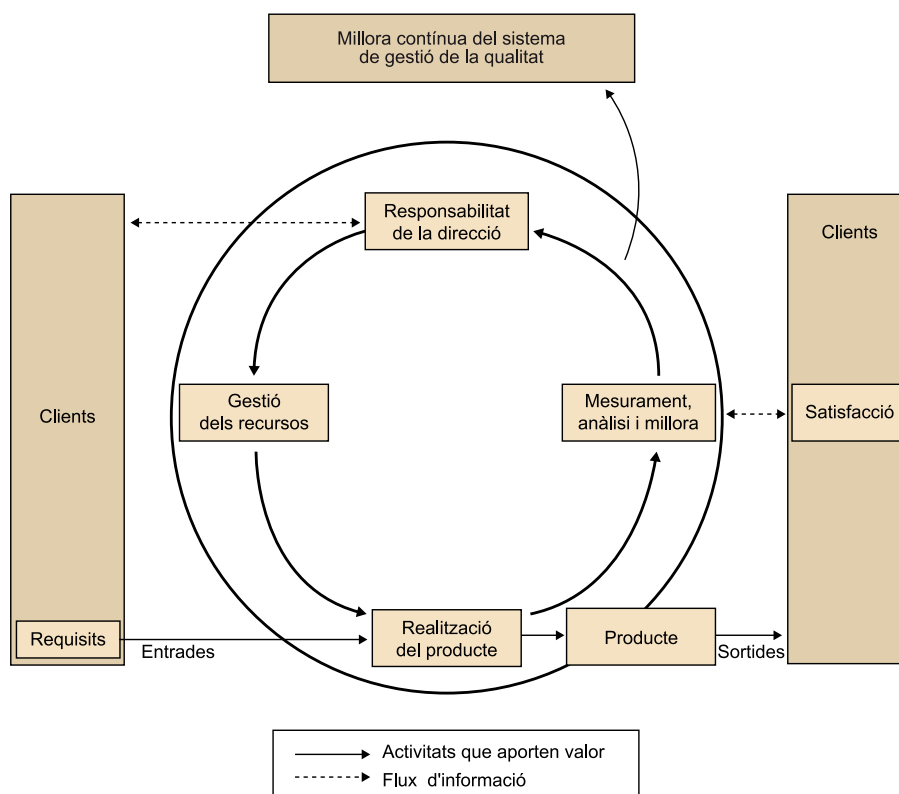 Millora contínua del sistema
de gestió de la qualitat
Responsabilitat
de la direcció
Clients
Clients
Gestió
dels recursos
Mesurament,
anàlisi i millora
Satisfacció
Requisits
Entrades
Realització
del producte
Producte
Sortides
Activitats que aporten valor
Flux d'informació